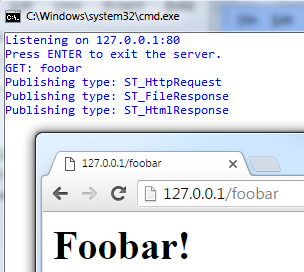 C:\Windows\system32\cmd.exe
Listening on 127.0.0.1:80
Press ENTER to exit the server.
GET: foobar
Publishing type: ST_HttpRequest
Publishing type: ST_FileResponse
Publishing type: ST_HtmlResponse
127.0.0.1/foobar
127.0.0.1/foobar
Foobar!